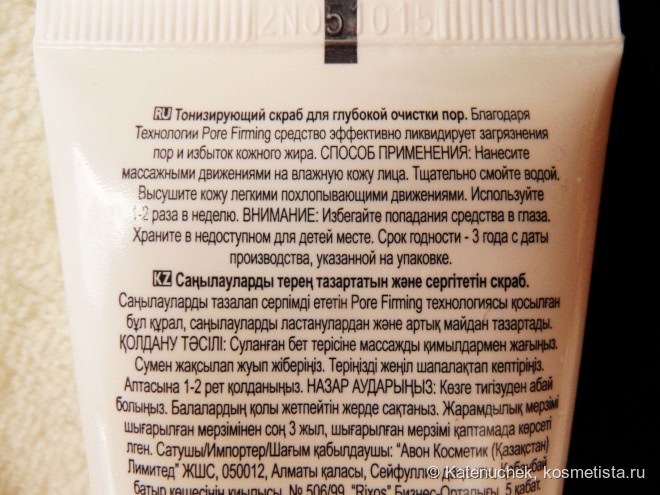 2N051015
RU Тонизирующий скраб для глубокой очистки пор. Благодаря
Технологии Pore Firming средство эффективно ликвидирует загрязнения
пор и избыток кожного жира. СПОСОБ ПРИМЕНЕНИЯ: Нанесите
массажными движениями на влажную кожу лица. Тщательно смойте водой.
Высушите кожу легкими похлопывающими движениями. Используйте
1-2 раза в неделю. ВНИМАНИЕ: Избегайте попадания средства в глаза.
Храните в недоступном для детей месте. Срок годности - 3 года с даты
производства, указанной на упаковке.
KZ Саңылауларды терең тазартатын және сергітетін скраб.
Саңылауларды тазалап серпімді ететін Pore Firming технологиясы қосылған
бұл құрал, саңылауларды ластанулардан және артық майдан тазартады.
ҚОЛДАНУ ТӘСІЛІ: Суланған бет терісіне массажды қимылдармен жағыңыз.
Сумен жақсылап жуып жіберіңіз. Теріңізді жеңіл шапалақтап кептіріңіз.
Аптасына 1-2 рет қолданыңыз. НАЗАР АУДАРЫҢЫЗ: Көзге тигізуден абай
болыңыз. Балалардың қолы жетпейтін жерде сақтаңыз. Жарамдылық мерзімі
шығарылған мерзімінен соң 3 жыл, шығарылған мерзімі қаптамада көрсеті
лген. Сатушы/Импортер/Шағым қабылдаушы: "Авон Косметик (Қазақстан)
Лимитед" ЖШС, 050012, Алматы қаласы, Сейфулли
батыр көшесінің қиылысы, № 506/99, "Rixos" Бизнес-Орталығы, 5 қабат.
© Katenuchek, kosmetista.ru